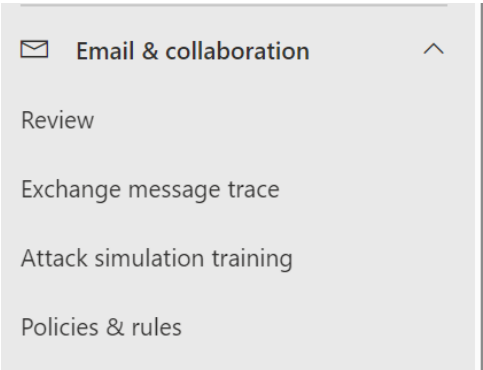 Email & collaboration
Review
Exchange message trace
Attack simulation training
Policies & rules